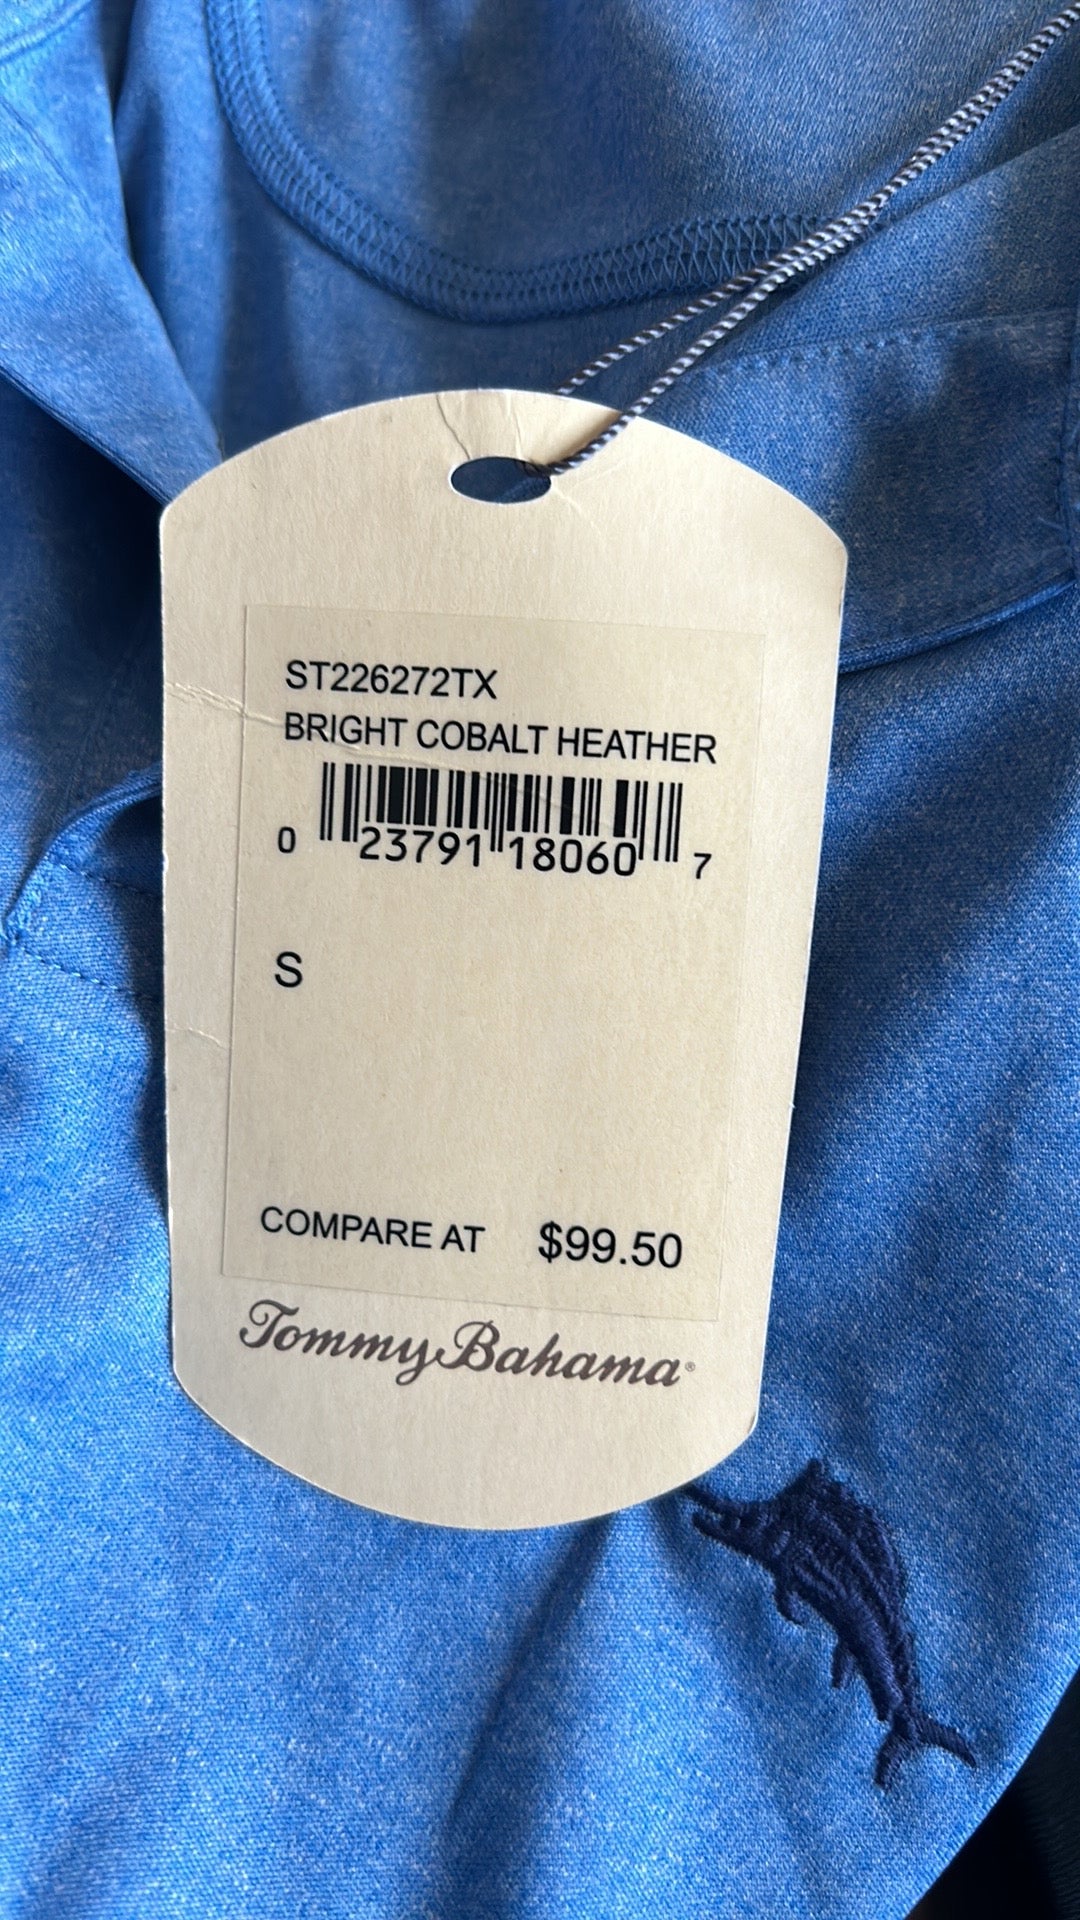 ST226272TX
BRIGHT COBALT HEATHER
0 23791 18060 7
S
COMPARE AT $99.50
Tommy Bahama®